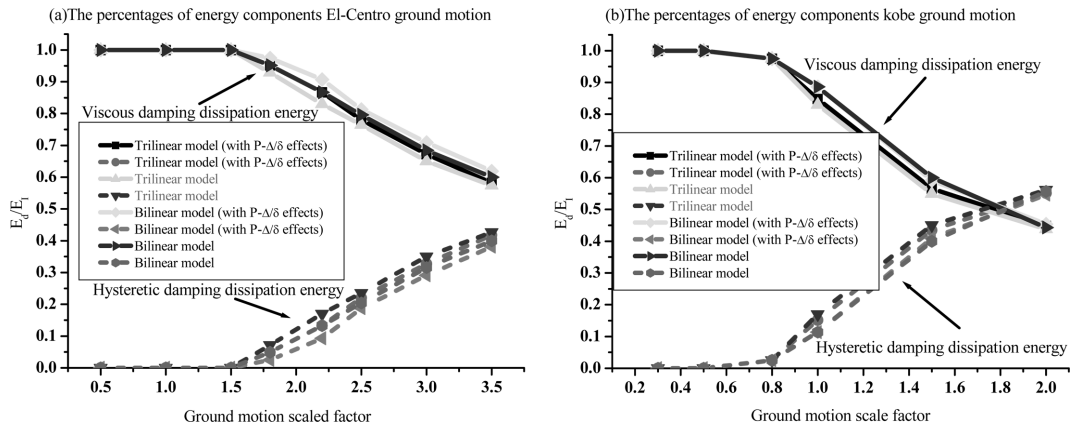 (a)The percentages of energy components El-Centro ground motion
1.0
0.9
0.8
0.7
0.6
0.5
0.4
0.3
0.2
0.1
0.0
E_d/E_I
Viscous damping dissipation energy
Trilinear model (with P-Δ/δ effects)
Trilinear model (with P-Δ/δ effects)
Trilinear model
Trilinear model
Bilinear model (with P-Δ/δ effects)
Bilinear model (with P-Δ/δ effects)
Bilinear model
Bilinear model
Hysteretic damping dissipation energy
0.5 1.0 1.5 2.0 2.5 3.0 3.5
Ground motion scaled factor
(b)The percentages of energy components kobe ground motion
1.0
0.9
0.8
0.7
0.6
0.5
0.4
0.3
0.2
0.1
0.0
E_d/E_I
Viscous damping dissipation energy
Trilinear model (with P-Δ/δ effects)
Trilinear model (with P-Δ/δ effects)
Trilinear model
Trilinear model
Bilinear model (with P-Δ/δ effects)
Bilinear model (with P-Δ/δ effects)
Bilinear model
Bilinear model
Hysteretic damping dissipation energy
0.2 0.4 0.6 0.8 1.0 1.2 1.4 1.6 1.8 2.0
Ground motion scale factor